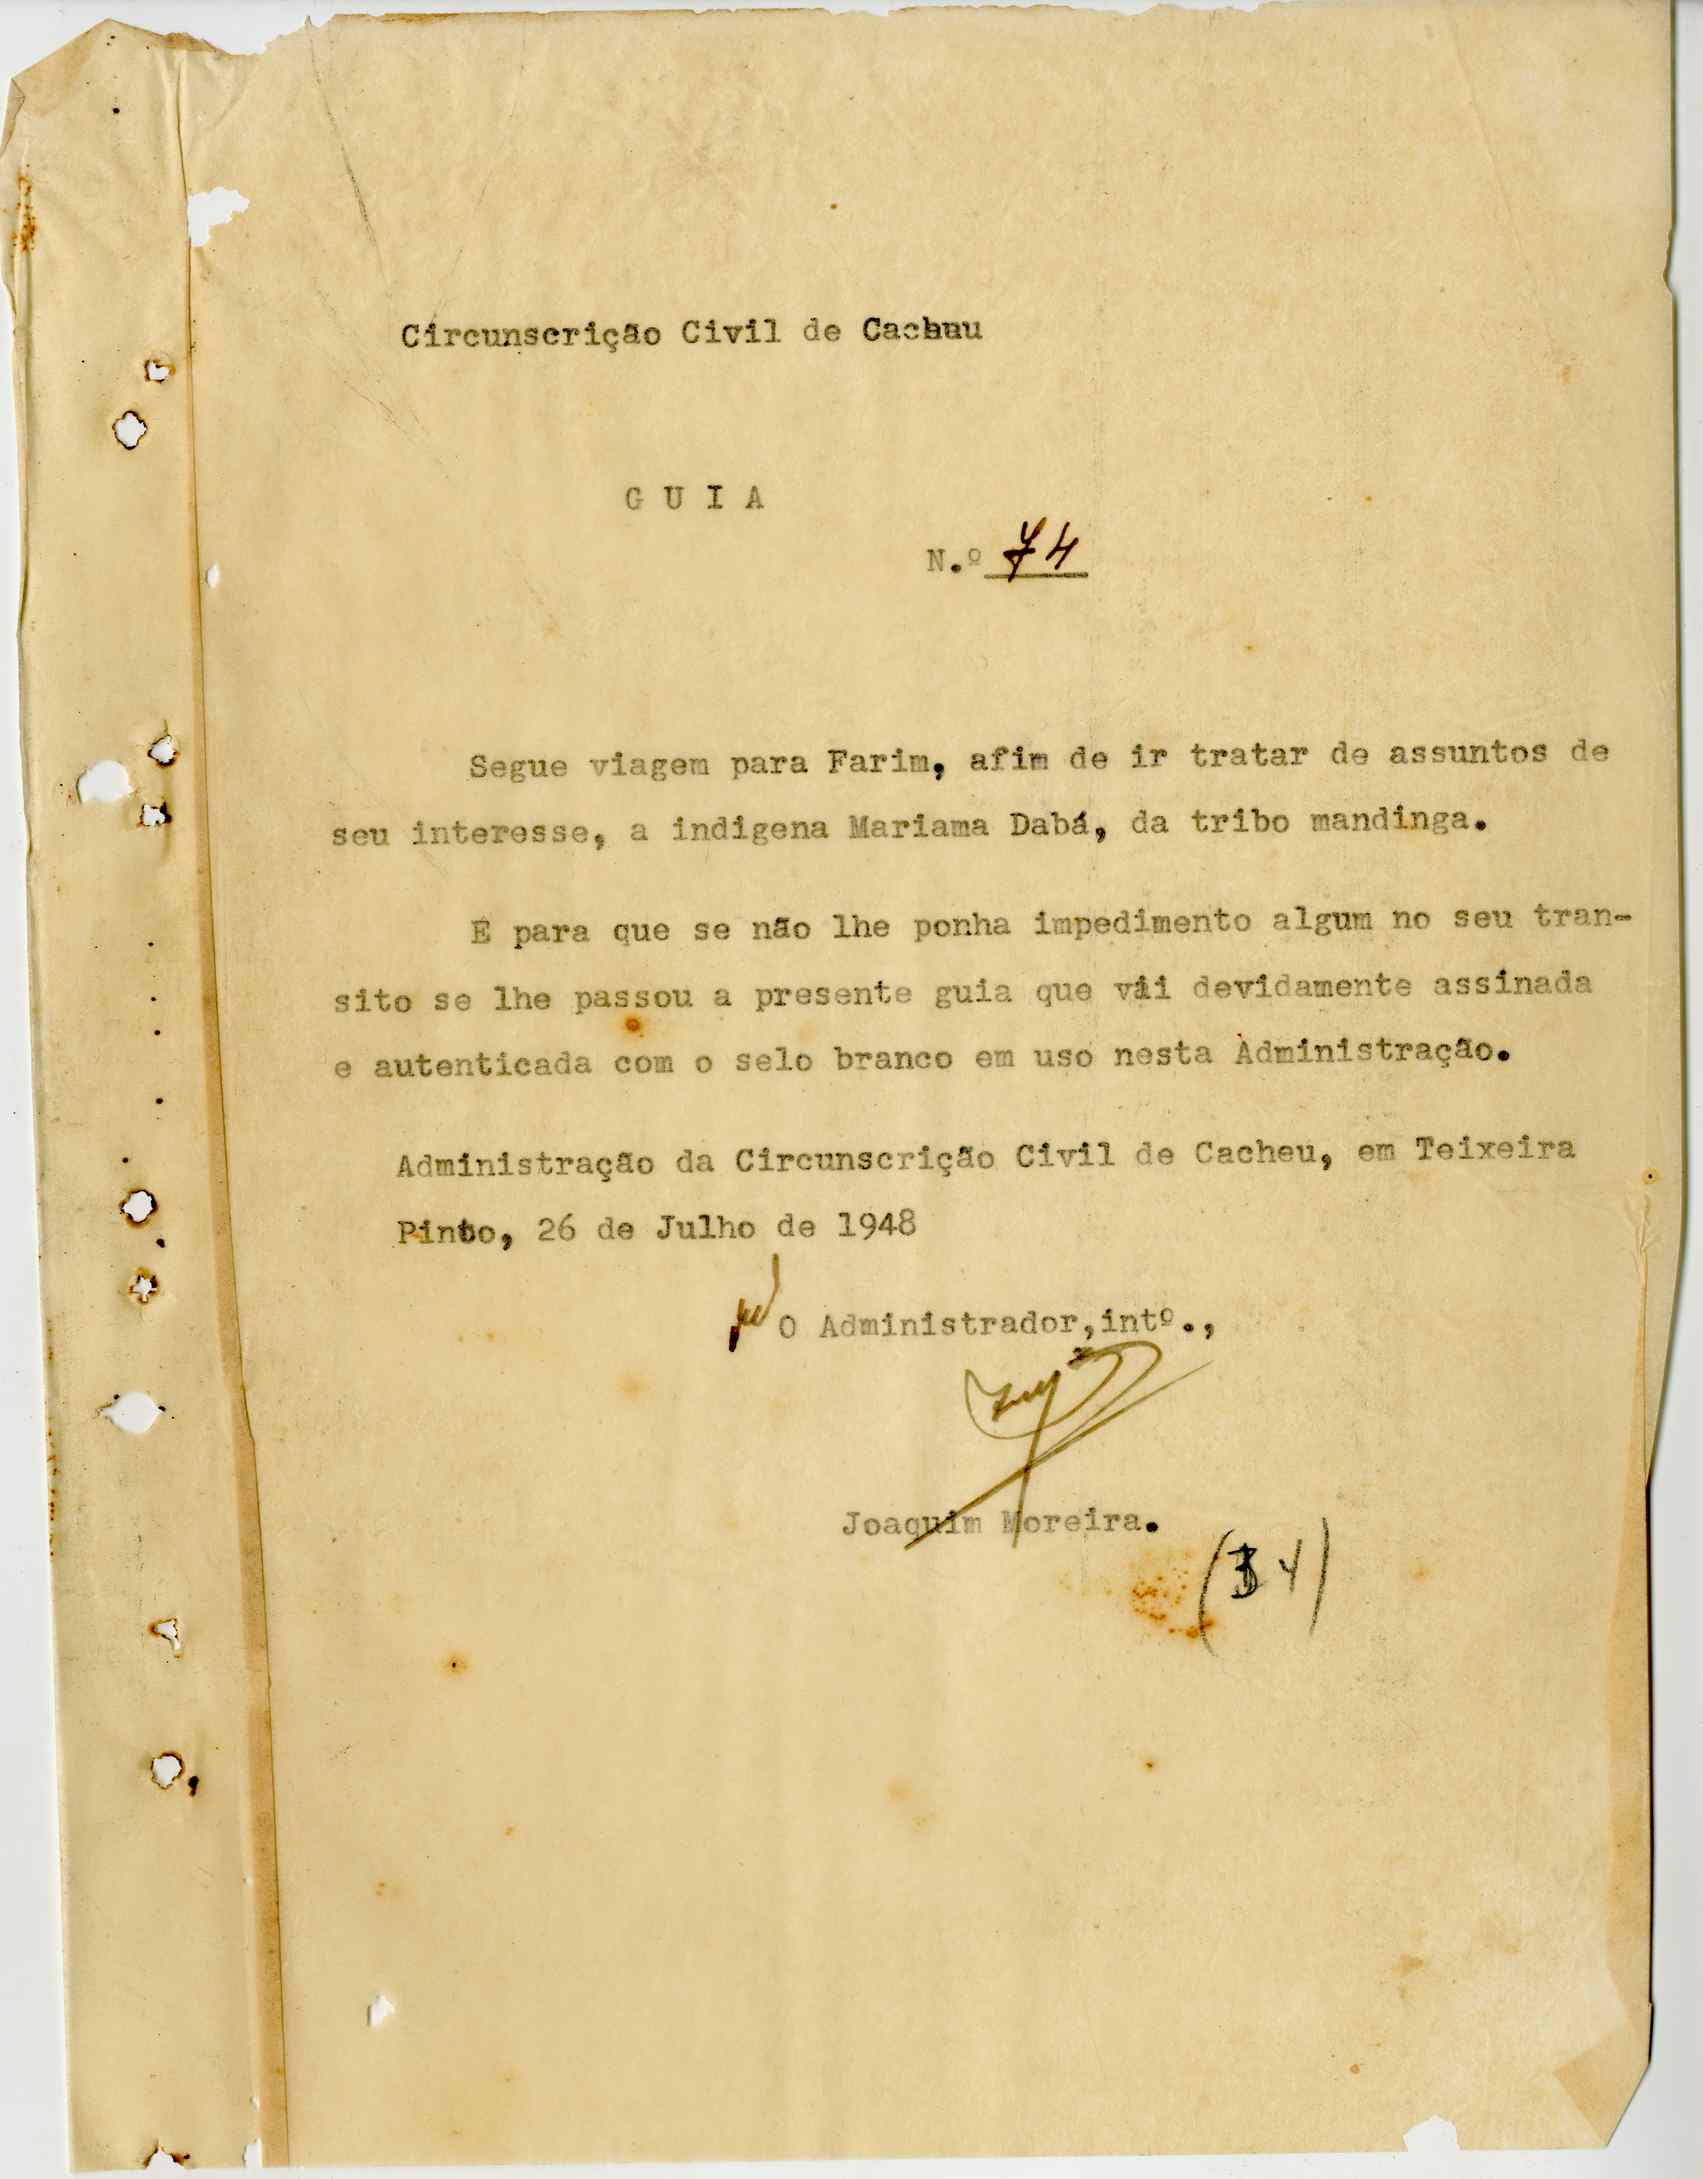 Circunscrição Civil de Cacheu
G U I A
N.º 74
Segue viagem para Farim, afim de ir tratar de assuntos de
seu interesse, a indigena Mariama Dabá, da tribo mandinga.
E para que se não lhe ponha impedimento algum no seu tran-
sito se lhe passou a presente guia que vai devidamente assinada
e autenticada com o selo branco em uso nesta Administração.
Administração da Circunscrição Civil de Cacheu, em Teixeira
Pinto, 26 de Julho de 1948
O Administrador,intº.,
Joaquim Moreira.